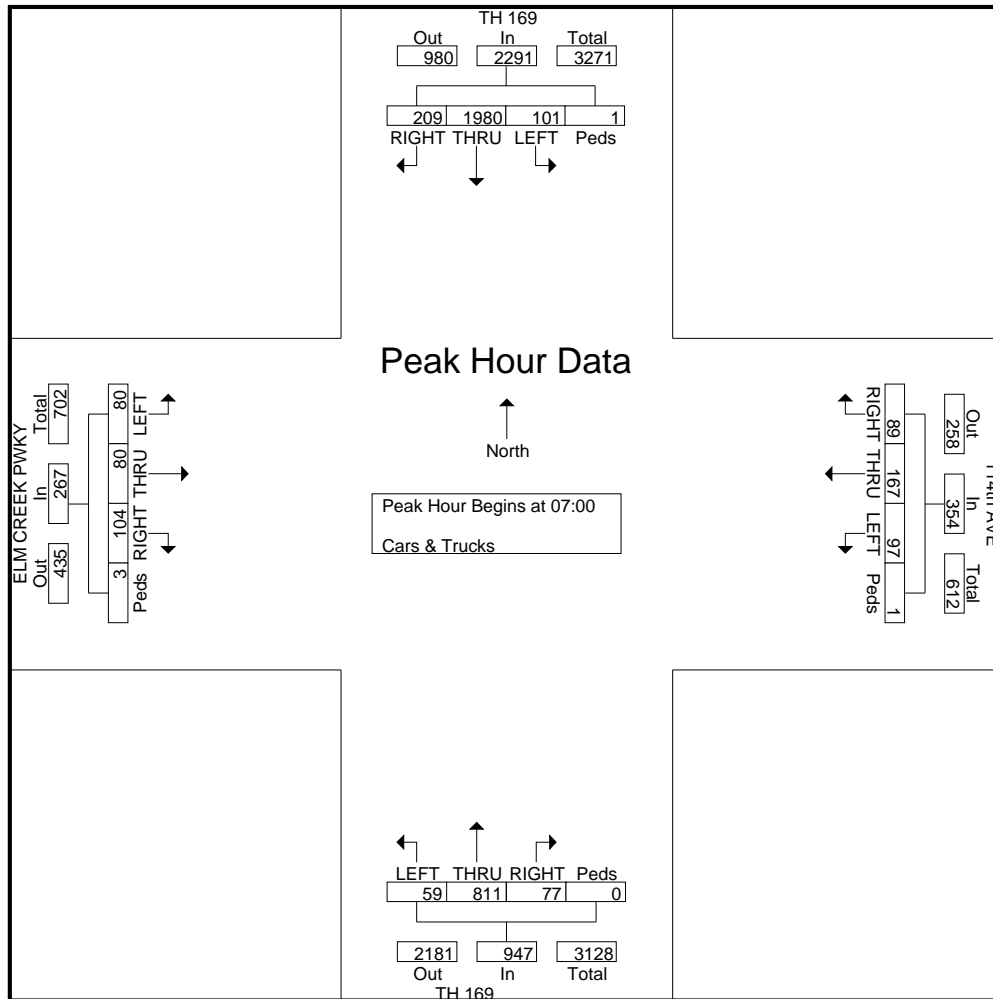 TH 169
Out In Total
980 2291 3271
209 1980 101 1
RIGHT THRU LEFT Peds
Peak Hour Data
North
Peak Hour Begins at 07:00
Cars & Trucks
ELM CREEK PWKY
Out In Total
435 267 702
80 80 104 3
LEFT THRU RIGHT Peds
114th AVE
Out In Total
258 354 612
89 167 97 1
RIGHT THRU LEFT Peds
LEFT THRU RIGHT Peds
59 811 77 0
2181 947 3128
Out In Total
TH 169